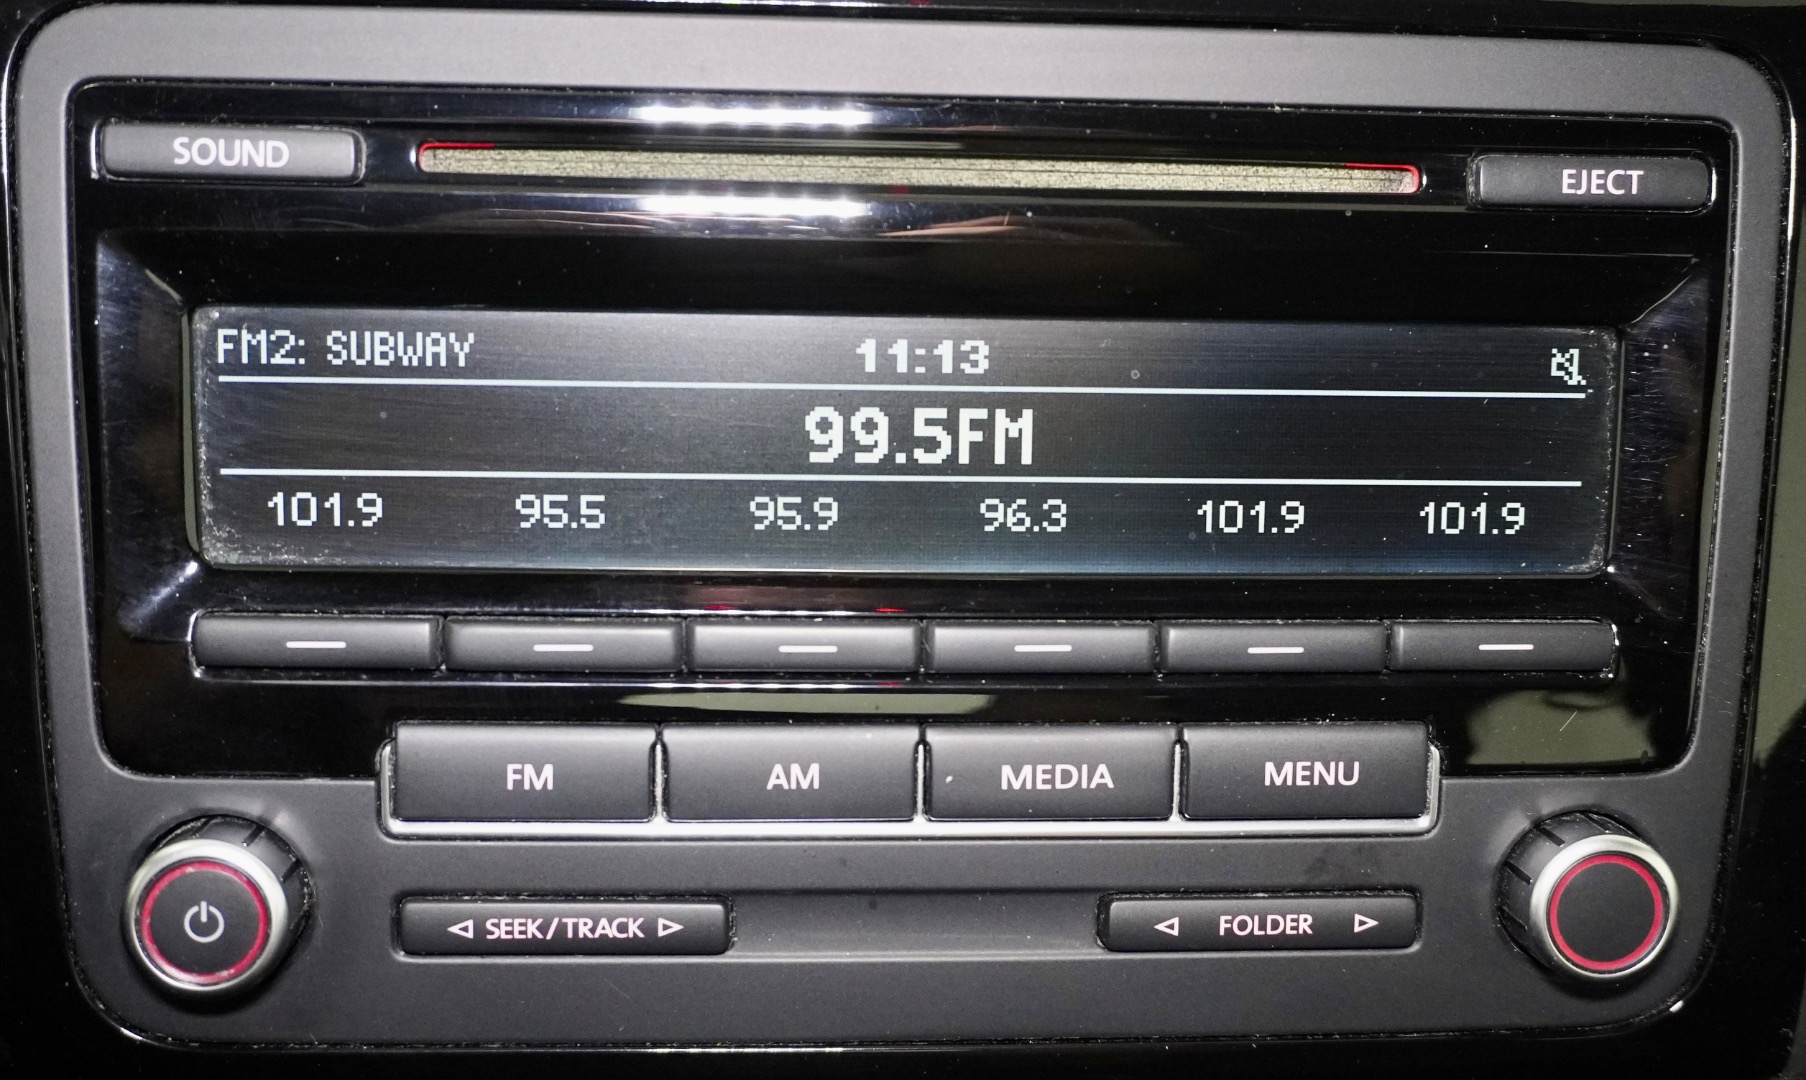 SOUND
EJECT
FM2: SUBWAY 11:13
99.5FM
101.9 95.5 95.9 96.3 101.9 101.9
FM AM MEDIA MENU
SEEK/TRACK FOLDER